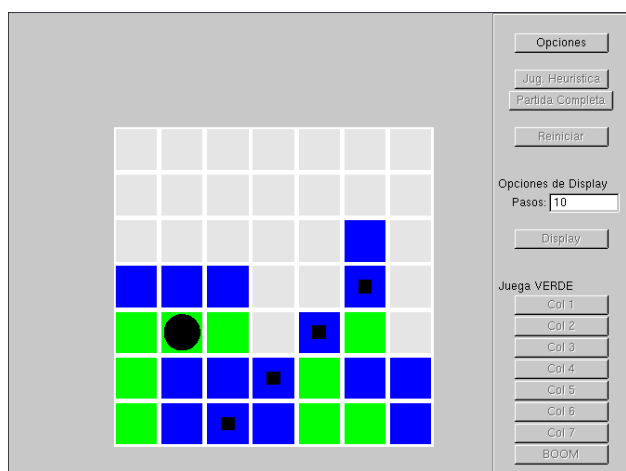 Opciones
Jug. Heurística
Partida Completa
Reiniciar
Opciones de Display
Pasos: 10
Display
Juega VERDE
Col 1
Col 2
Col 3
Col 4
Col 5
Col 6
Col 7
BOOM